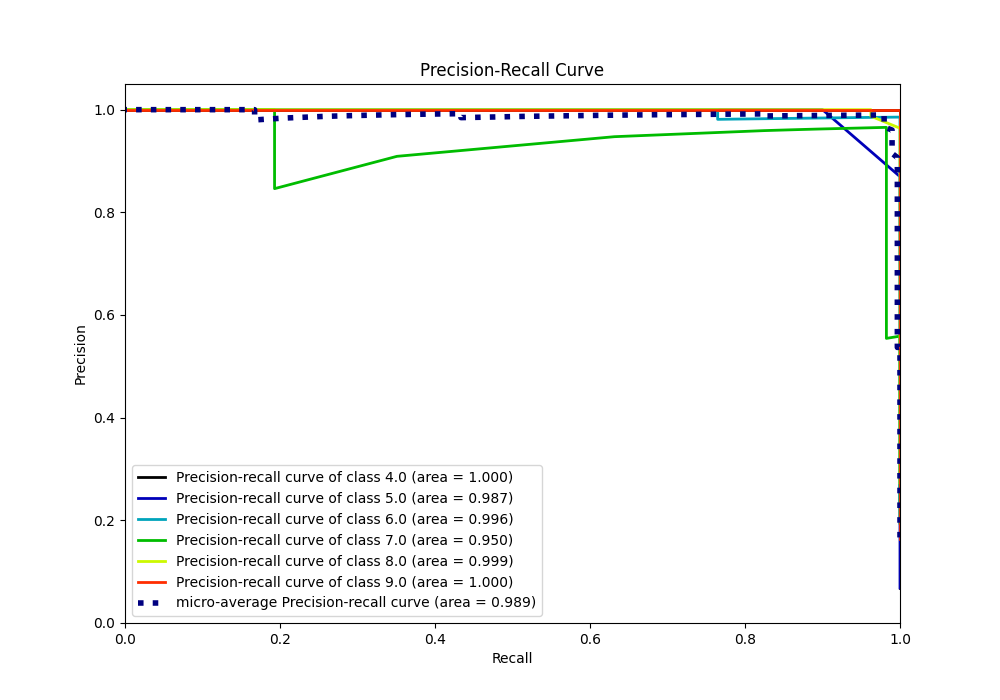 Precision-Recall Curve
1.0
0.8
0.6
0.4
0.2
0.0
Precision
Precision-recall curve of class 4.0 (area = 1.000)
Precision-recall curve of class 5.0 (area = 0.987)
Precision-recall curve of class 6.0 (area = 0.996)
Precision-recall curve of class 7.0 (area = 0.950)
Precision-recall curve of class 8.0 (area = 0.999)
Precision-recall curve of class 9.0 (area = 1.000)
micro-average Precision-recall curve (area = 0.989)
0.0 0.2 0.4 0.6 0.8 1.0
Recall